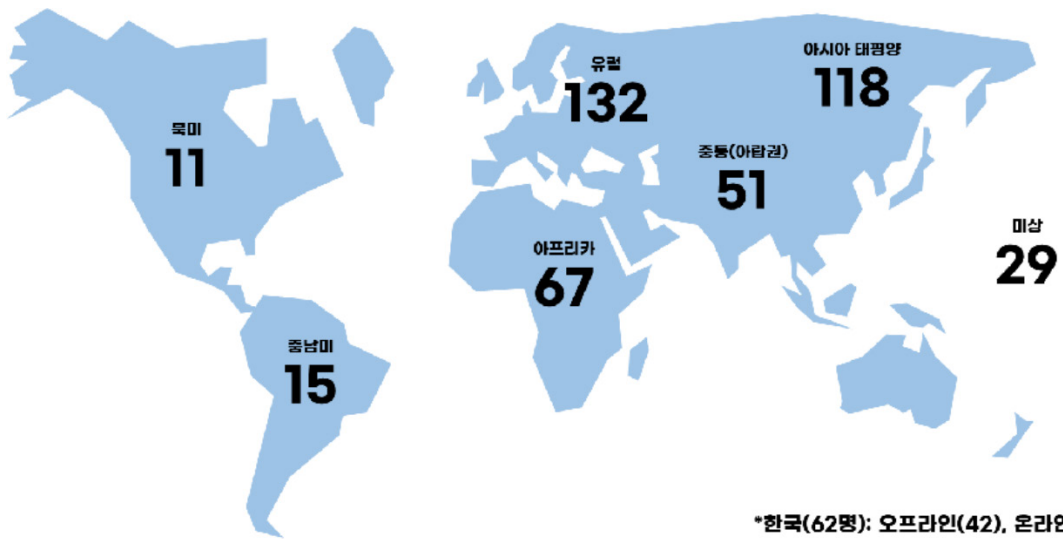 유럽
132
아시아 태평양
118
북미
11
중동(아랍권)
51
미상
29
아프리카
67
중남미
15
*한국(62명): 오프라인(42), 온라인